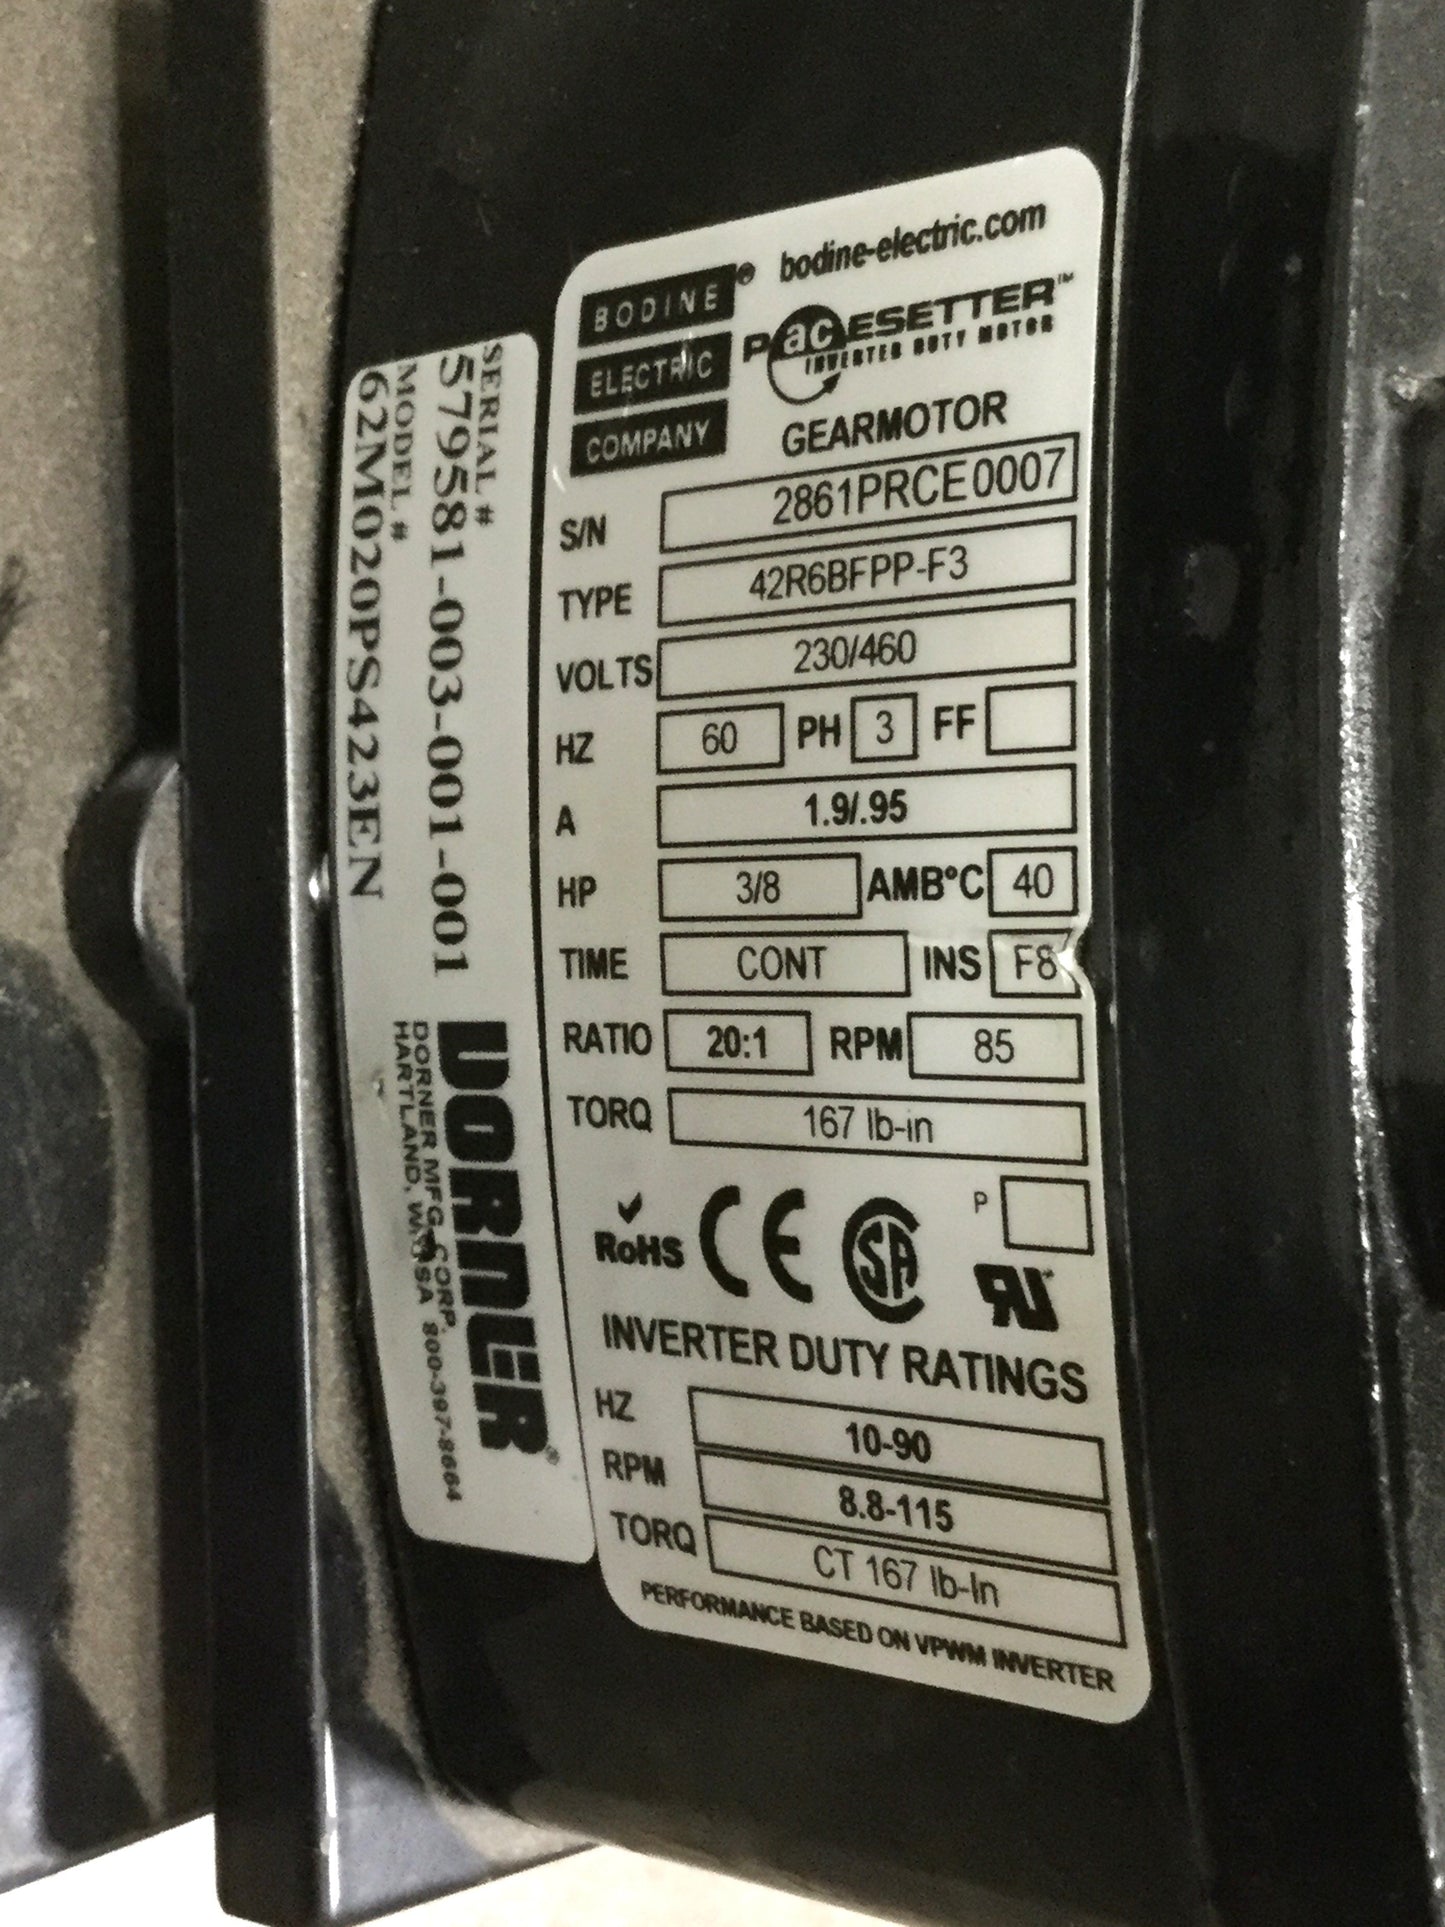 SERIAL #
579581-003-001-001
MODEL #
62M020PS423EN
DORNER®
DORNER MFG. CORP.
HARTLAND, WI USA 800-397-8664
BODINE® bodine-electric.com
ELECTRIC PacESETTER™
INVERTER DUTY MOTOR
COMPANY GEARMOTOR
S/N 2861PRCE0007
TYPE 42R6BFPP-F3
VOLTS 230/460
HZ 60 PH 3 FF
A 1.9/.95
HP 3/8 AMB°C 40
TIME CONT INS F8
RATIO 20:1 RPM 85
TORQ 167 lb-in
P
RoHS CE SA RU
INVERTER DUTY RATINGS
HZ 10-90
RPM 8.8-115
TORQ CT 167 lb-In
PERFORMANCE BASED ON VPWM INVERTER